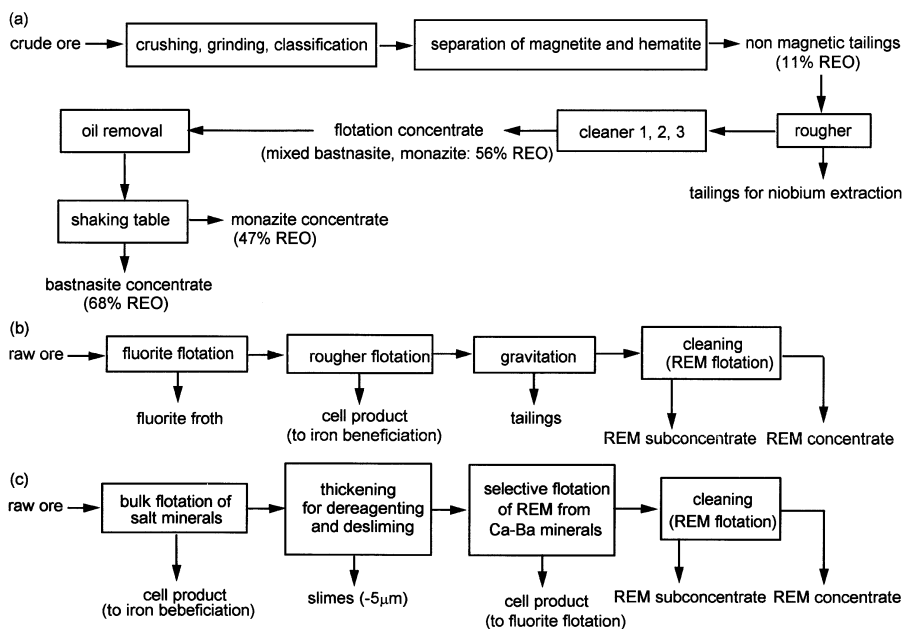 (a)
crude ore
crushing, grinding, classification
separation of magnetite and hematite
non magnetic tailings
(11% REO)
oil removal
flotation concentrate
(mixed bastnasite, monazite: 56% REO)
cleaner 1, 2, 3
rougher
tailings for niobium extraction
shaking table
monazite concentrate
(47% REO)
bastnasite concentrate
(68% REO)
(b)
raw ore
fluorite flotation
rougher flotation
gravitation
cleaning
(REM flotation)
fluorite froth
cell product
(to iron beneficiation)
tailings
REM subconcentrate
REM concentrate
(c)
raw ore
bulk flotation of
salt minerals
thickening
for dereagenting
and desliming
selective flotation
of REM from
Ca-Ba minerals
cleaning
(REM flotation)
cell product
(to iron bebeficiation)
slimes (-5μm)
cell product
(to fluorite flotation)
REM subconcentrate
REM concentrate